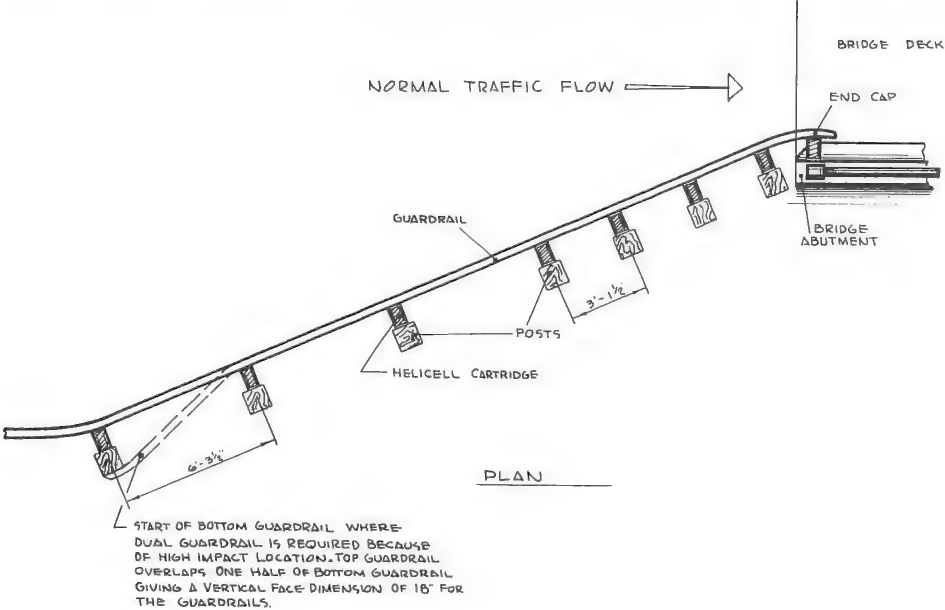 BRIDGE DECK
NORMAL TRAFFIC FLOW
END CAP
GUARDRAIL
BRIDGE
ABUTMENT
3'-1½"
POSTS
HELICELL CARTRIDGE
6'-3½"
PLAN
START OF BOTTOM GUARDRAIL WHERE
DUAL GUARDRAIL IS REQUIRED BECAUSE
OF HIGH IMPACT LOCATION. TOP GUARDRAIL
OVERLAPS ONE HALF OF BOTTOM GUARDRAIL
GIVING A VERTICAL FACE DIMENSION OF 18" FOR
THE GUARDRAILS.